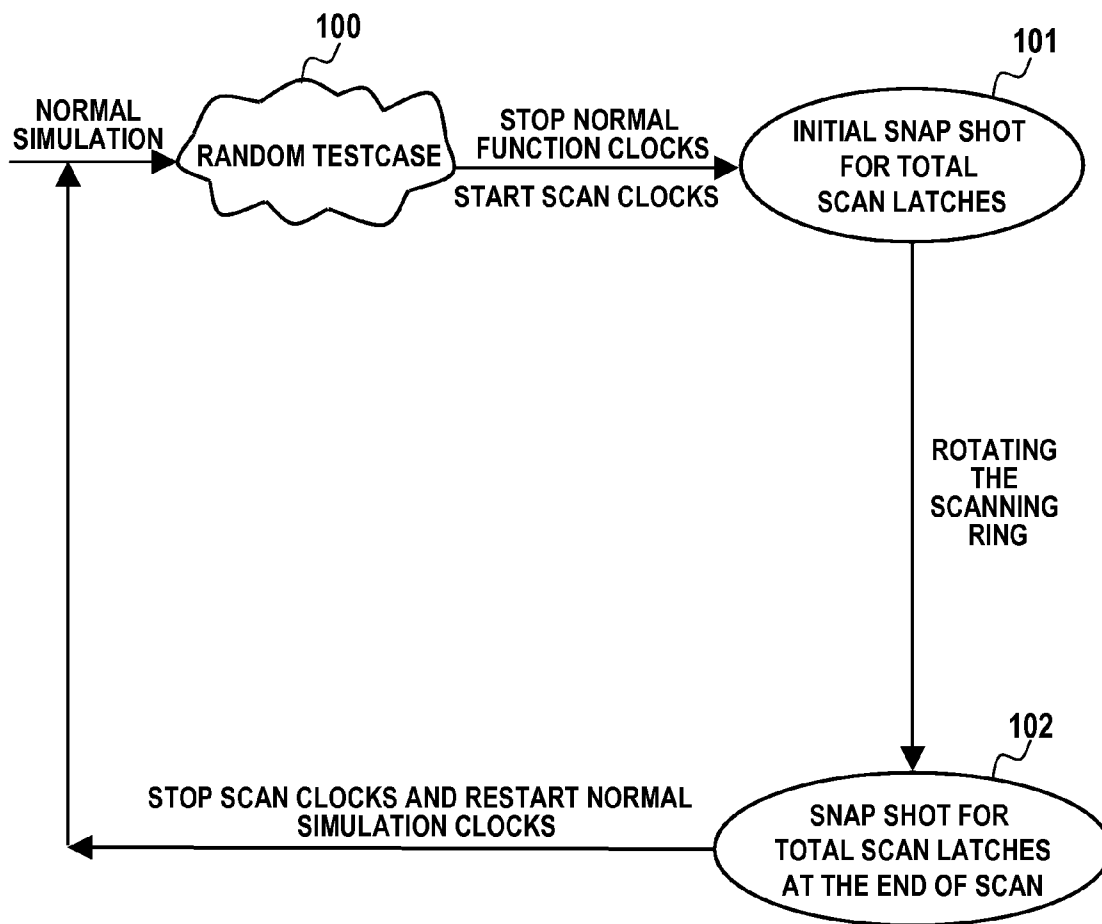 100
101
NORMAL
SIMULATION
RANDOM TESTCASE
STOP NORMAL
FUNCTION CLOCKS
START SCAN CLOCKS
INITIAL SNAP SHOT
FOR TOTAL
SCAN LATCHES
ROTATING
THE
SCANNING
RING
102
STOP SCAN CLOCKS AND RESTART NORMAL
SIMULATION CLOCKS
SNAP SHOT FOR
TOTAL SCAN LATCHES
AT THE END OF SCAN